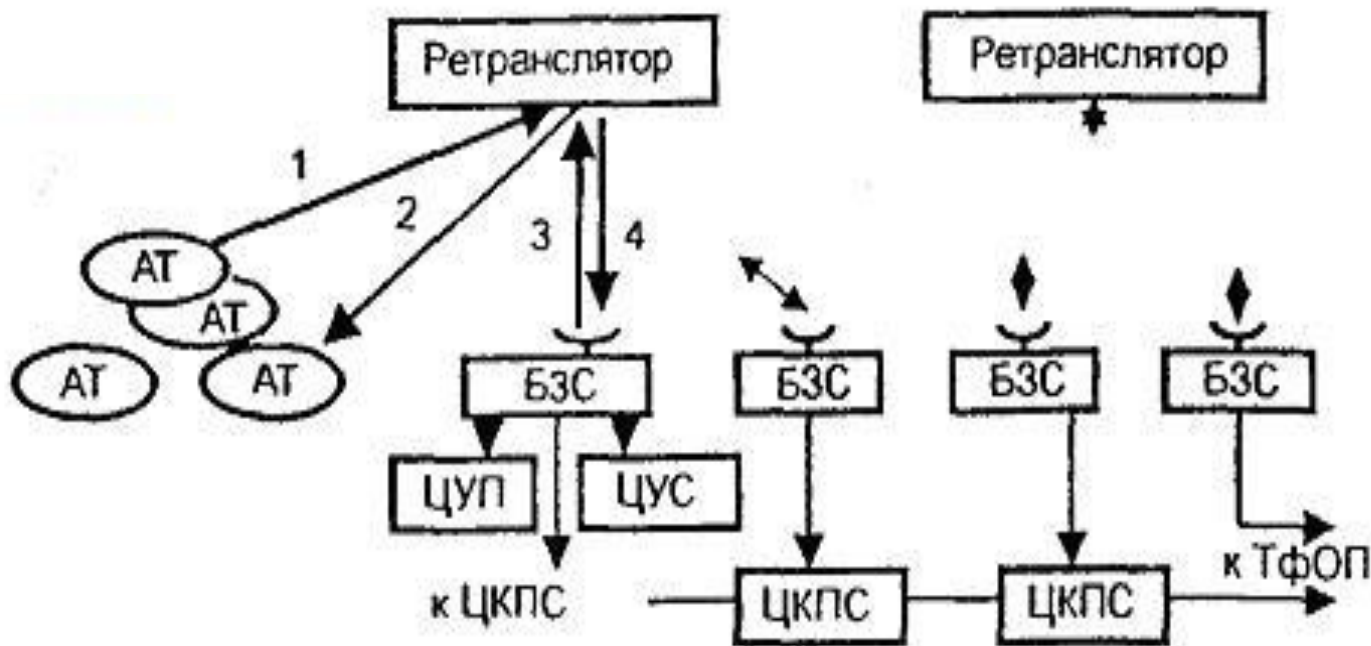 Ретранслятор
Ретранслятор
1
2
3
4
АТ
АТ
АТ
АТ
БЗС
БЗС
БЗС
БЗС
ЦУП
ЦУС
к ЦКПС
ЦКПС
ЦКПС
к ТфОП